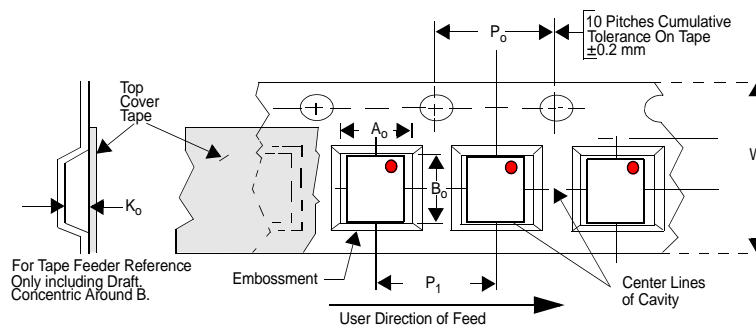 10 Pitches Cumulative
Tolerance On Tape
±0.2 mm
Po
Top
Cover
Tape
Ao
W
Bo
Ko
For Tape Feeder Reference
Only including Draft.
Concentric Around B.
Embossment
P1
Center Lines
of Cavity
User Direction of Feed